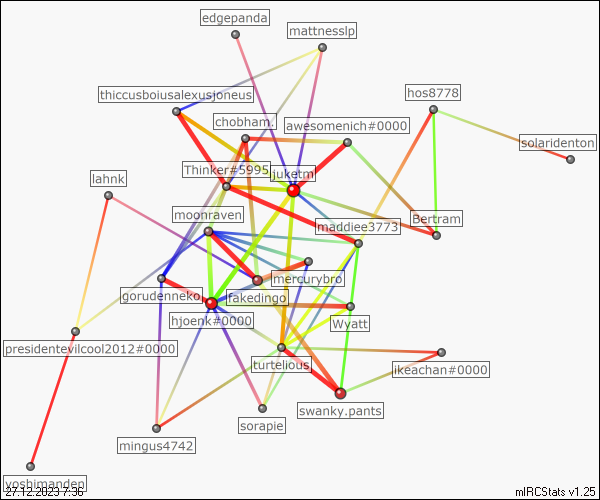 edgepanda
mattnesslp
thiccusboiusalexusjoneus
hos8778
chobham.
awesomenich#0000
solaridenton
Thinker#5995
juketm
lahnk
moonraven
Bertram
maddiee3773
mercurybro
gorudenneko
fakedingo
hjoenk#0000
Wyatt
presidentevilcool2012#0000
turtelious
ikeachan#0000
swanky.pants
sorapie
mingus4742
yoshimanden
27.12.2023 7:36
mIRCStats v1.25